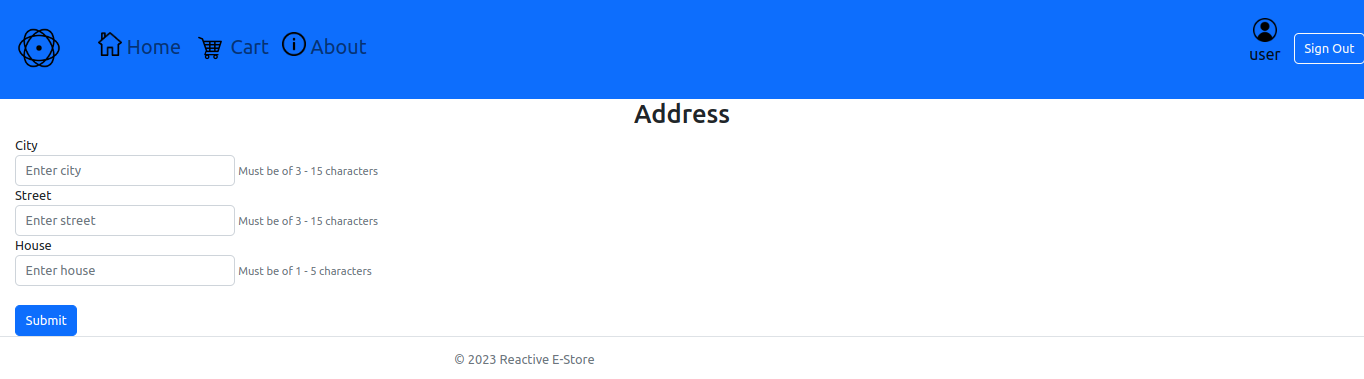 Home Cart About user Sign Out
Address
City
Enter city Must be of 3 - 15 characters
Street
Enter street Must be of 3 - 15 characters
House
Enter house Must be of 1 - 5 characters
Submit
© 2023 Reactive E-Store